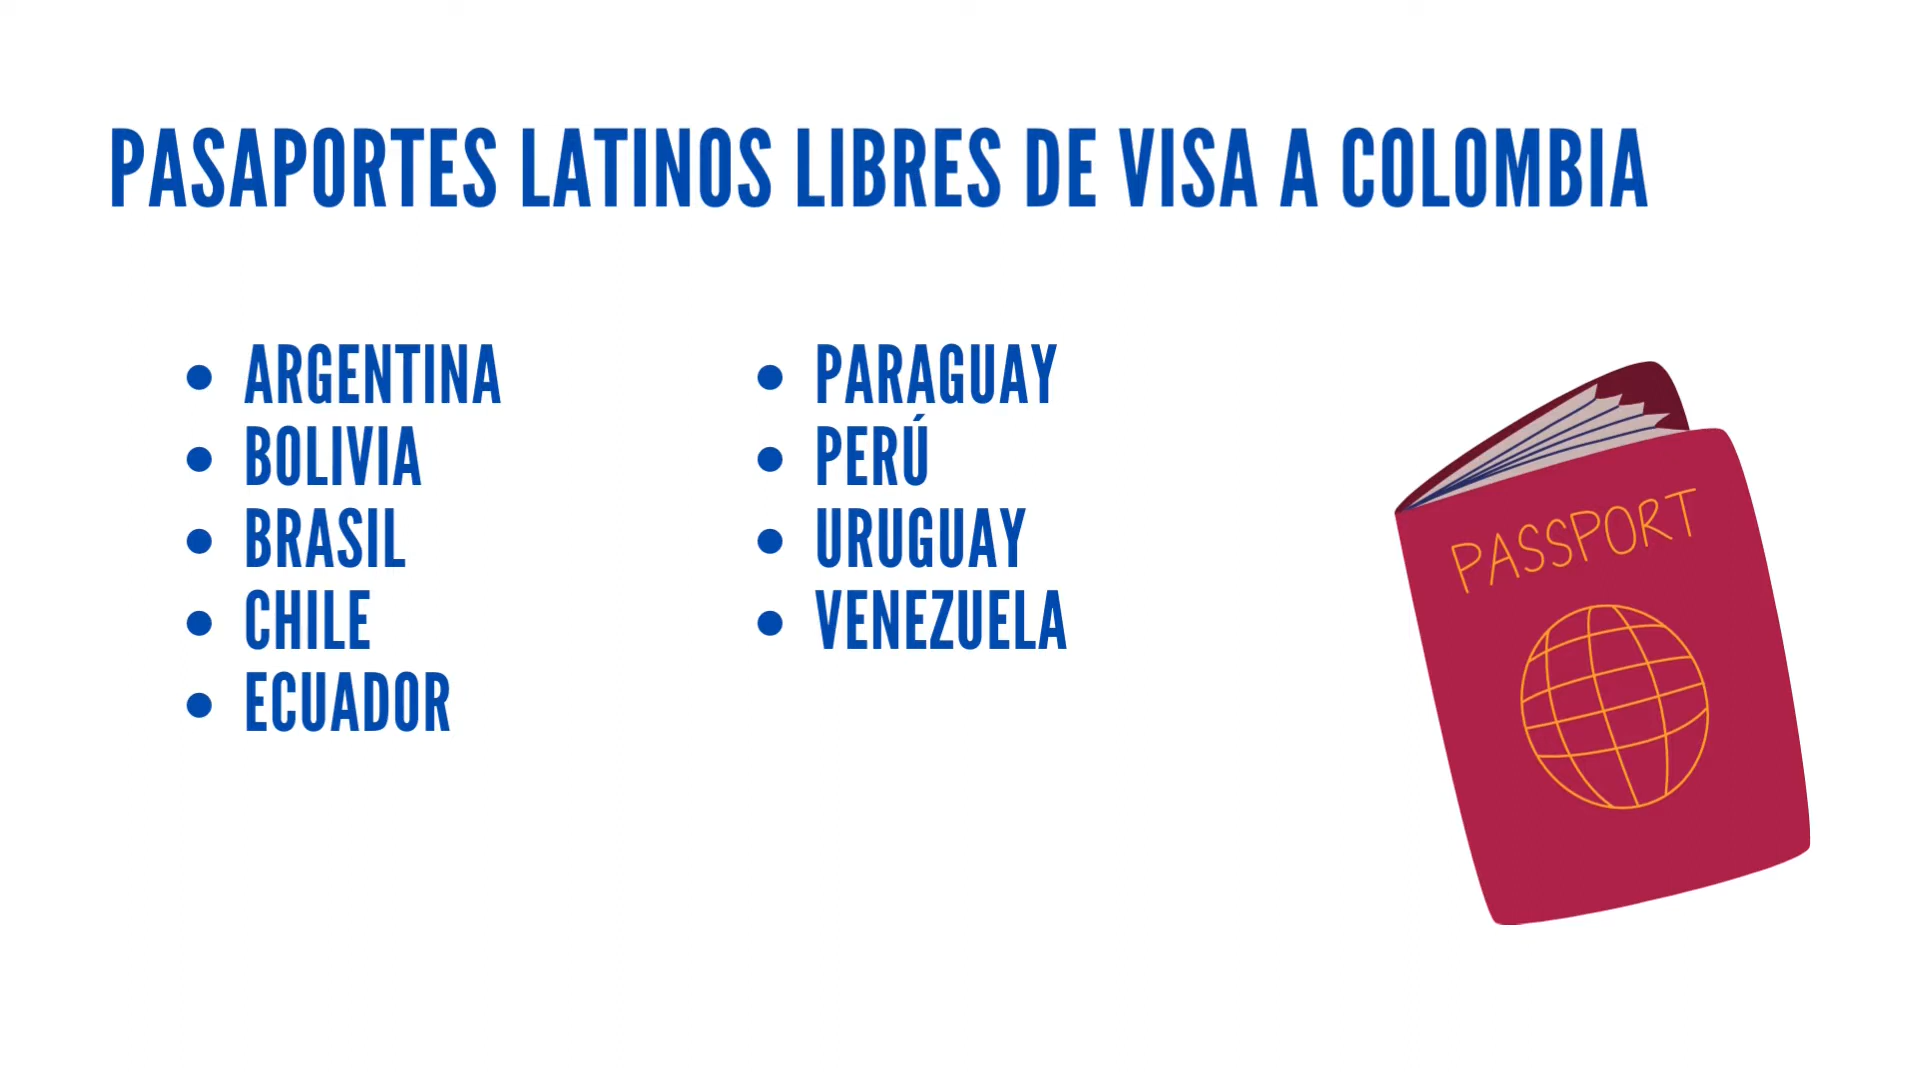 PASAPORTES LATINOS LIBRES DE VISA A COLOMBIA
ARGENTINA
BOLIVIA
BRASIL
CHILE
ECUADOR
PARAGUAY
PERÚ
URUGUAY
VENEZUELA
PASSPORT